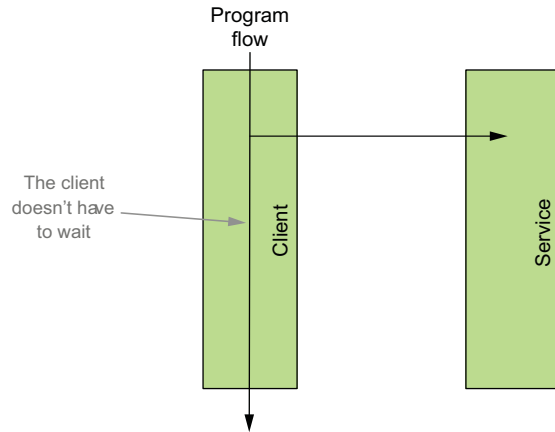 Program
flow
The client
doesn't have
to wait
Client
Service